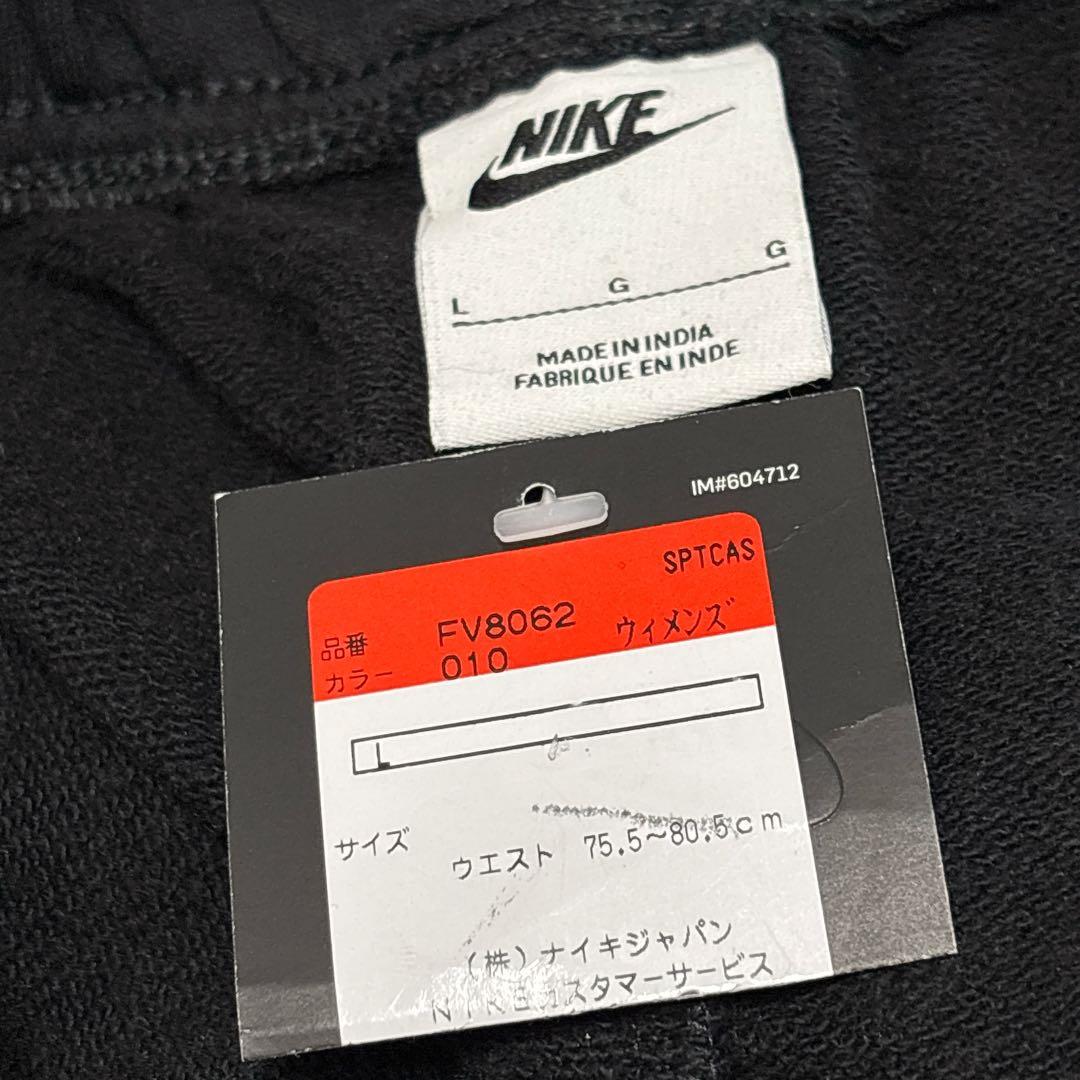 NIKE
L G G
MADE IN INDIA
FABRIQUE EN INDE
IM#604712
SPTCAS
品番 FV8062 ウィメンズ
カラー 010
L
サイズ ウエスト 75.5~80.5cm
(株)ナイキジャパン
NIKEカスタマーサービス